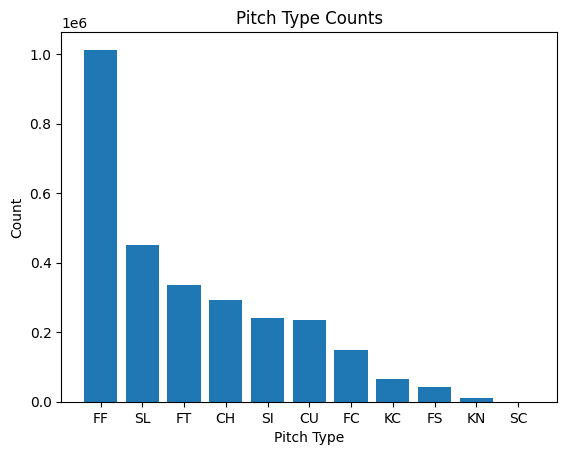 Pitch Type Counts
1e6
1.0
0.8
0.6
0.4
0.2
0.0
Count
FF SL FT CH SI CU FC KC FS KN SC
Pitch Type